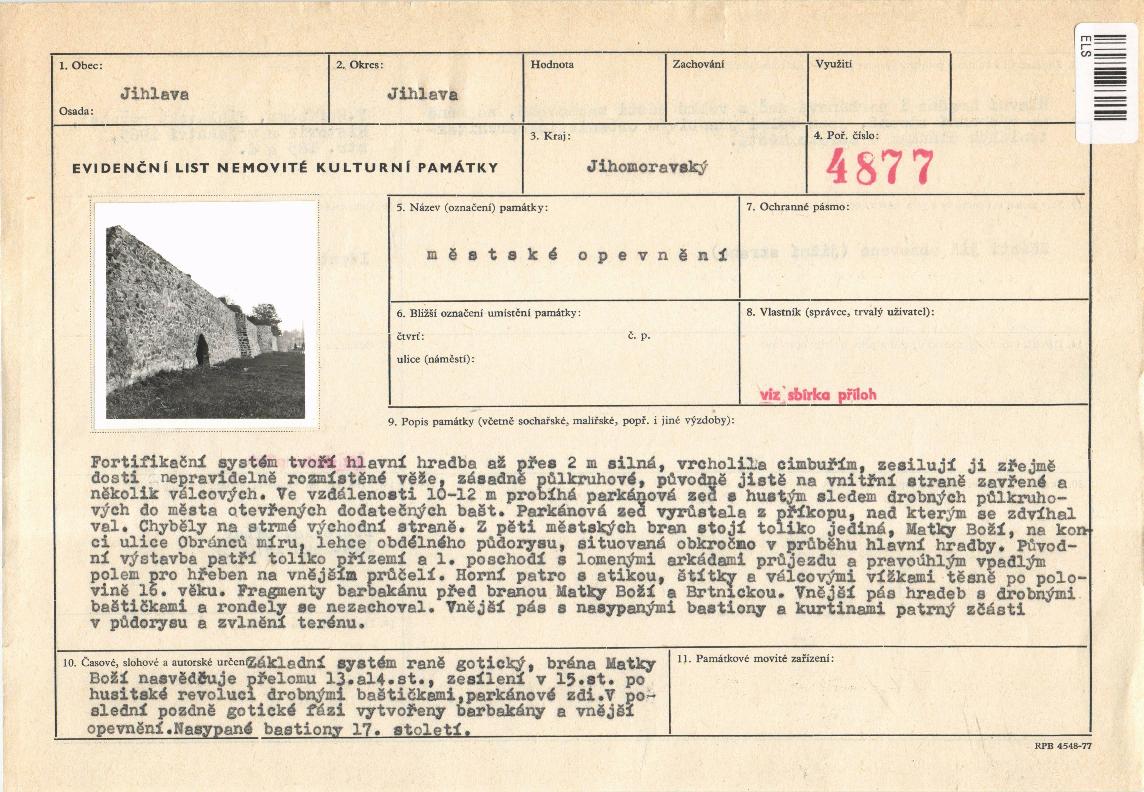 ELS
1. Obec:
Jihlava
Osada:
2. Okres:
Jihlava
Hodnota
Zachování
Využití
EVIDENČNÍ LIST NEMOVITÉ KULTURNÍ PAMÁTKY
3. Kraj:
Jihomoravský
4. Poř. číslo:
4877
5. Název (označení) památky:
městské opevnění
7. Ochranné pásmo:
6. Bližší označení umístění památky:
čtvrť: č. p.
ulice (náměstí):
8. Vlastník (správce, trvalý uživatel):
viz sbírka příloh
9. Popis památky (včetně sochařské, malířské, popř. i jiné výzdoby):
Fortifikační systém tvoří hlavní hradba až přes 2 m silná, vrcholila cimbuřím, zesilují ji zřejmě
dosti nepravidelně rozmístěné věže, zásadně půlkruhové, původně jistě na vnitřní straně zavřené a
několik válcových. Ve vzdálenosti 10-12 m probíhá parkánová zeď s hustým sledem drobných půlkruho-
vých do města otevřených dodatečných bašt. Parkánová zeď vyrůstala z příkopu, nad kterým se zdvíhal
val. Chyběly na strmé východní straně. Z pěti městských bran stojí toliko jediná, Matky Boží, na kon-
ci ulice Obránců míru, lehce obdélného půdorysu, situovaná obkročmo v průběhu hlavní hradby. Původ-
ní výstavba patří toliko přízemí a 1. poschodí s lomenými arkádami průjezdu a pravoúhlým vpadlým
polem pro hřeben na vnějším průčelí. Horní patro s atikou, štítky a válcovými vížkami těsně po polo-
vině 16. věku. Fragmenty barbakánu před branou Matky Boží a Brtnickou. Vnější pás hradeb s drobnými
baštičkami a rondely se nezachoval. Vnější pás s nasypanými bastiony a kurtinami patrný zčásti
v půdorysu a zvlnění terénu.
10. Časové, slohové a autorské určení Základní systém raně gotický, brána Matky
Boží nasvědčuje přelomu 13.a14.st., zesílení v 15.st. po
husitské revoluci drobnými baštičkami,parkánové zdi.V po-
slední pozdně gotické fázi vytvořeny barbakány a vnější
opevnění.Nasypané bastiony 17. století.
11. Památkové movité zařízení:
RPB 4548-77